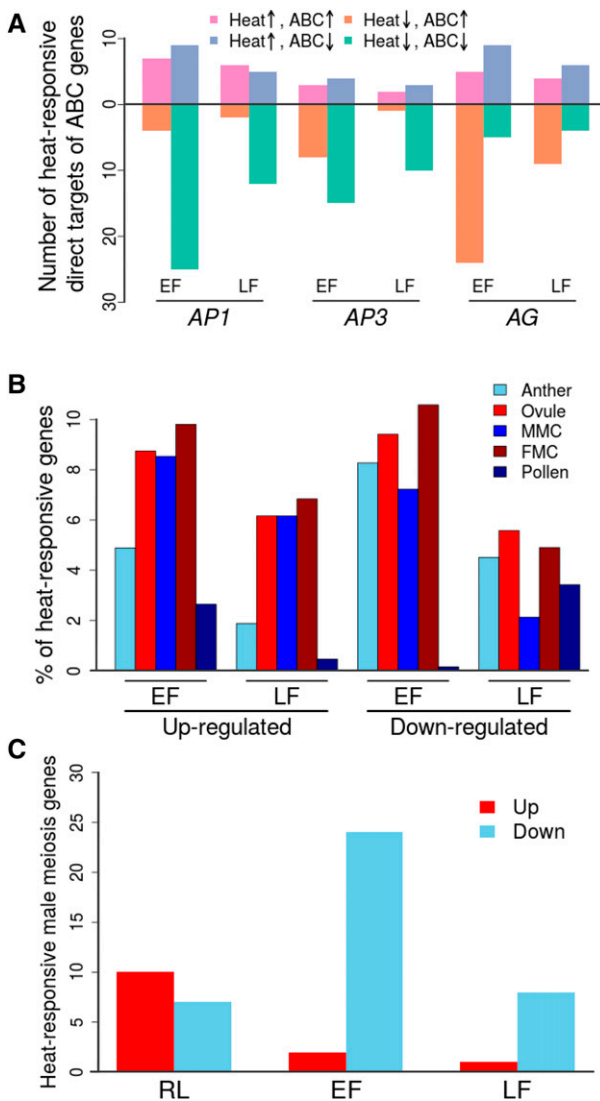 A
Heat↑, ABC↑ Heat↓, ABC↑
Heat↑, ABC↓ Heat↓, ABC↓
Number of heat-responsive
direct targets of ABC genes
10
0
10
20
30
EF LF EF LF EF LF
AP1 AP3 AG
B
% of heat-responsive genes
10
8
6
4
2
0
Anther
Ovule
MMC
FMC
Pollen
EF LF EF LF
Up-regulated Down-regulated
C
Heat-responsive male meiosis genes
30
25
20
15
10
5
0
Up
Down
RL EF LF